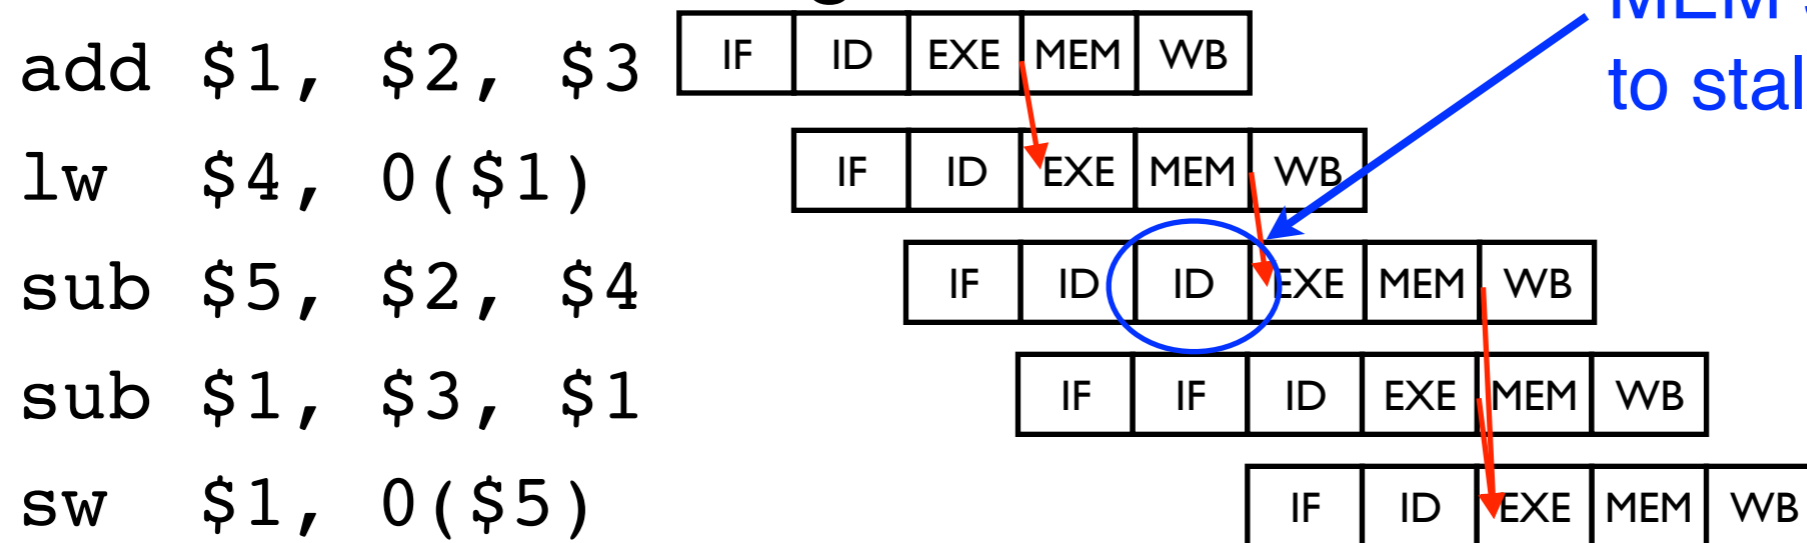 MEM
add $1, $2, $3 IF ID EXE MEM WB
to stal
lw $4, 0($1) IF ID EXE MEM WB
sub $5, $2, $4 IF ID ID EXE MEM WB
sub $1, $3, $1 IF IF ID EXE MEM WB
sw $1, 0($5) IF ID EXE MEM WB